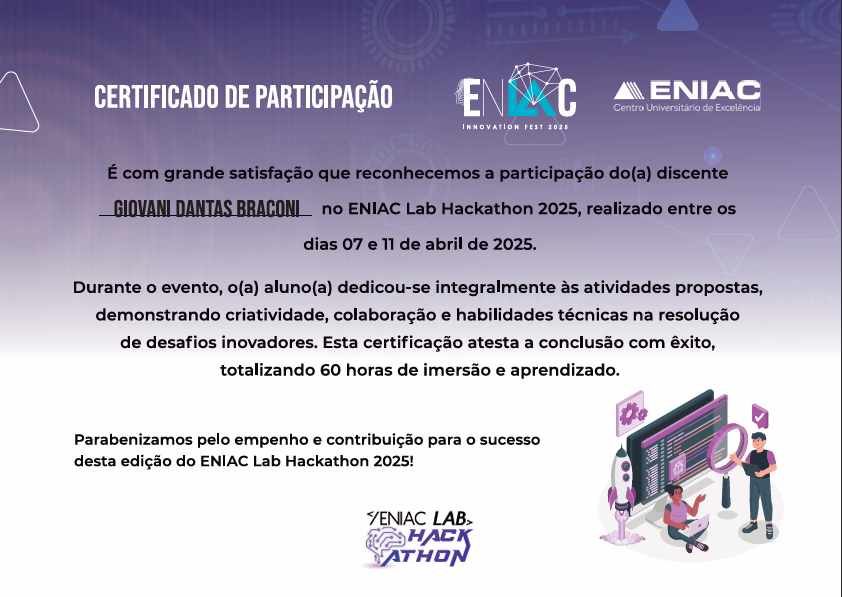 CERTIFICADO DE PARTICIPAÇÃO
ENIAC
INNOVATION FEST 2025
ENIAC
Centro Universitário de Excelência
É com grande satisfação que reconhecemos a participação do(a) discente
GIOVANI DANTAS BRACONI no ENIAC Lab Hackathon 2025, realizado entre os
dias 07 e 11 de abril de 2025.
Durante o evento, o(a) aluno(a) dedicou-se integralmente às atividades propostas,
demonstrando criatividade, colaboração e habilidades técnicas na resolução
de desafios inovadores. Esta certificação atesta a conclusão com êxito,
totalizando 60 horas de imersão e aprendizado.
Parabenizamos pelo empenho e contribuição para o sucesso
desta edição do ENIAC Lab Hackathon 2025!
</ENIAC LAB>
HACK
ATHON